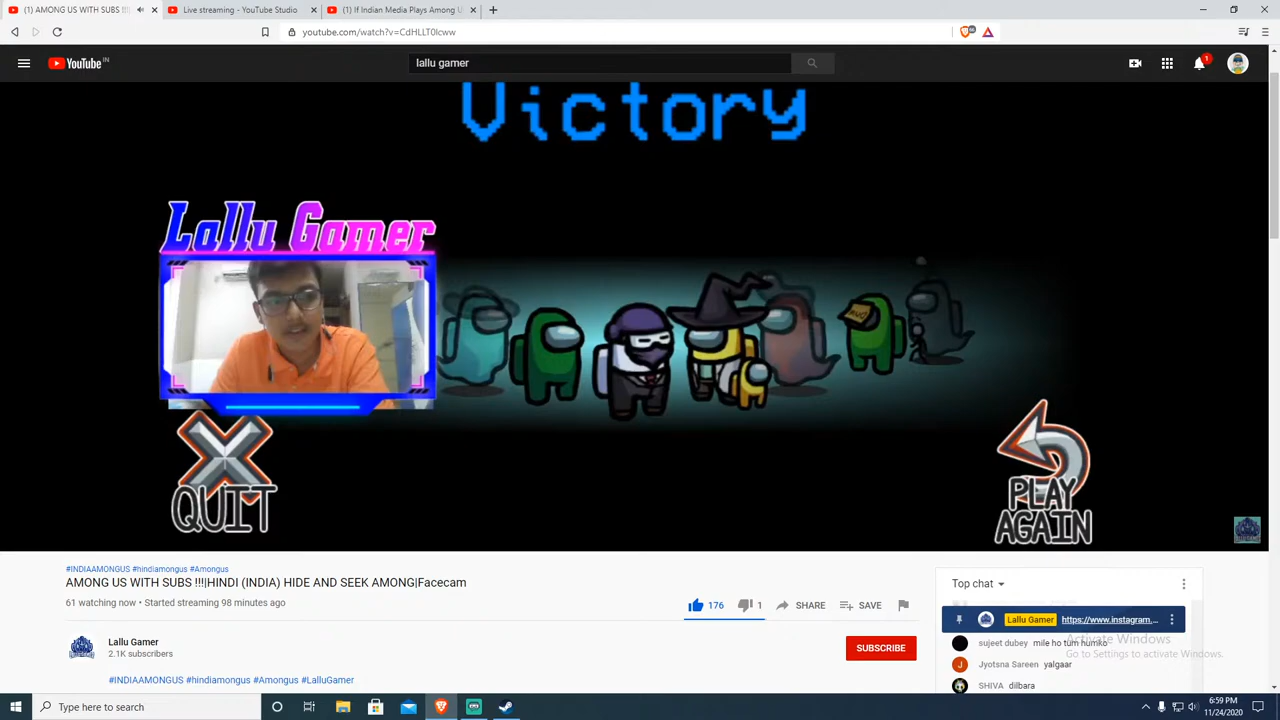 (1) AMONG US WITH SUBS !!!|
Live streaming - YouTube Studio
(1) If Indian Media Plays Among U
youtube.com/watch?v=CdHLLT0Icww
YouTube IN
lallu gamer
1
Victory
Lallu Gamer
QUIT
PLAY
AGAIN
#INDIAAMONGUS #hindiamongus #Amongus
AMONG US WITH SUBS !!!|HINDI (INDIA) HIDE AND SEEK AMONG|Facecam
61 watching now • Started streaming 98 minutes ago
176
1
SHARE
SAVE
Lallu Gamer
2.1K subscribers
SUBSCRIBE
#INDIAAMONGUS #hindiamongus #Amongus #LalluGamer
Top chat
Lallu Gamer https://www.instagram....
sujeet dubey mile ho tum humko
Jyotsna Sareen yalgaar
SHIVA dilbara
Activate Windows
Go to Settings to activate Windows.
Type here to search
6:59 PM
11/24/2020